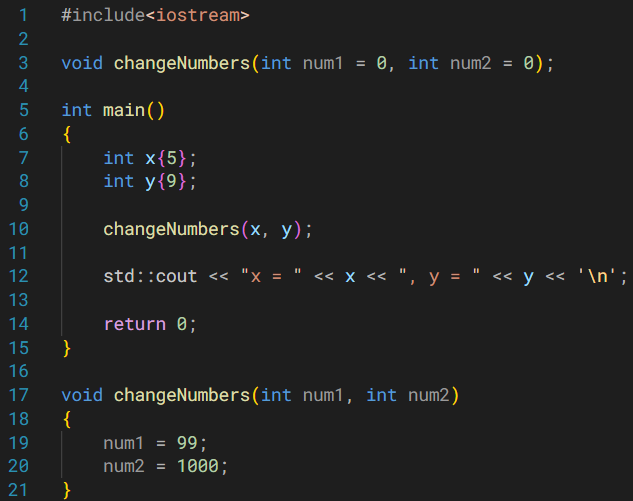 1 #include<iostream>
2
3 void changeNumbers(int num1 = 0, int num2 = 0);
4
5 int main()
6 {
7     int x{5};
8     int y{9};
9
10     changeNumbers(x, y);
11
12     std::cout << "x = " << x << ", y = " << y << '\n';
13
14     return 0;
15 }
16
17 void changeNumbers(int num1, int num2)
18 {
19     num1 = 99;
20     num2 = 1000;
21 }